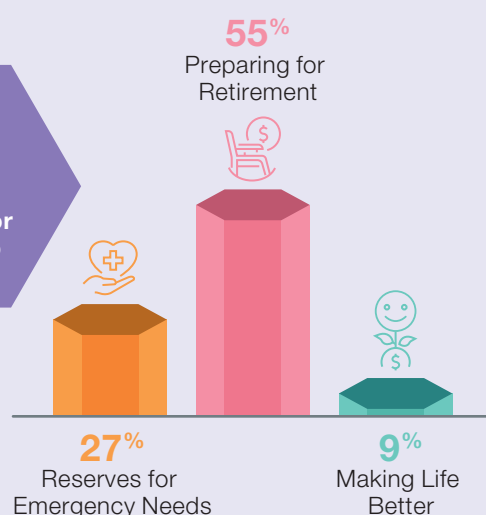 55%
Preparing for
Retirement
27%
Reserves for
Emergency Needs
9%
Making Life
Better